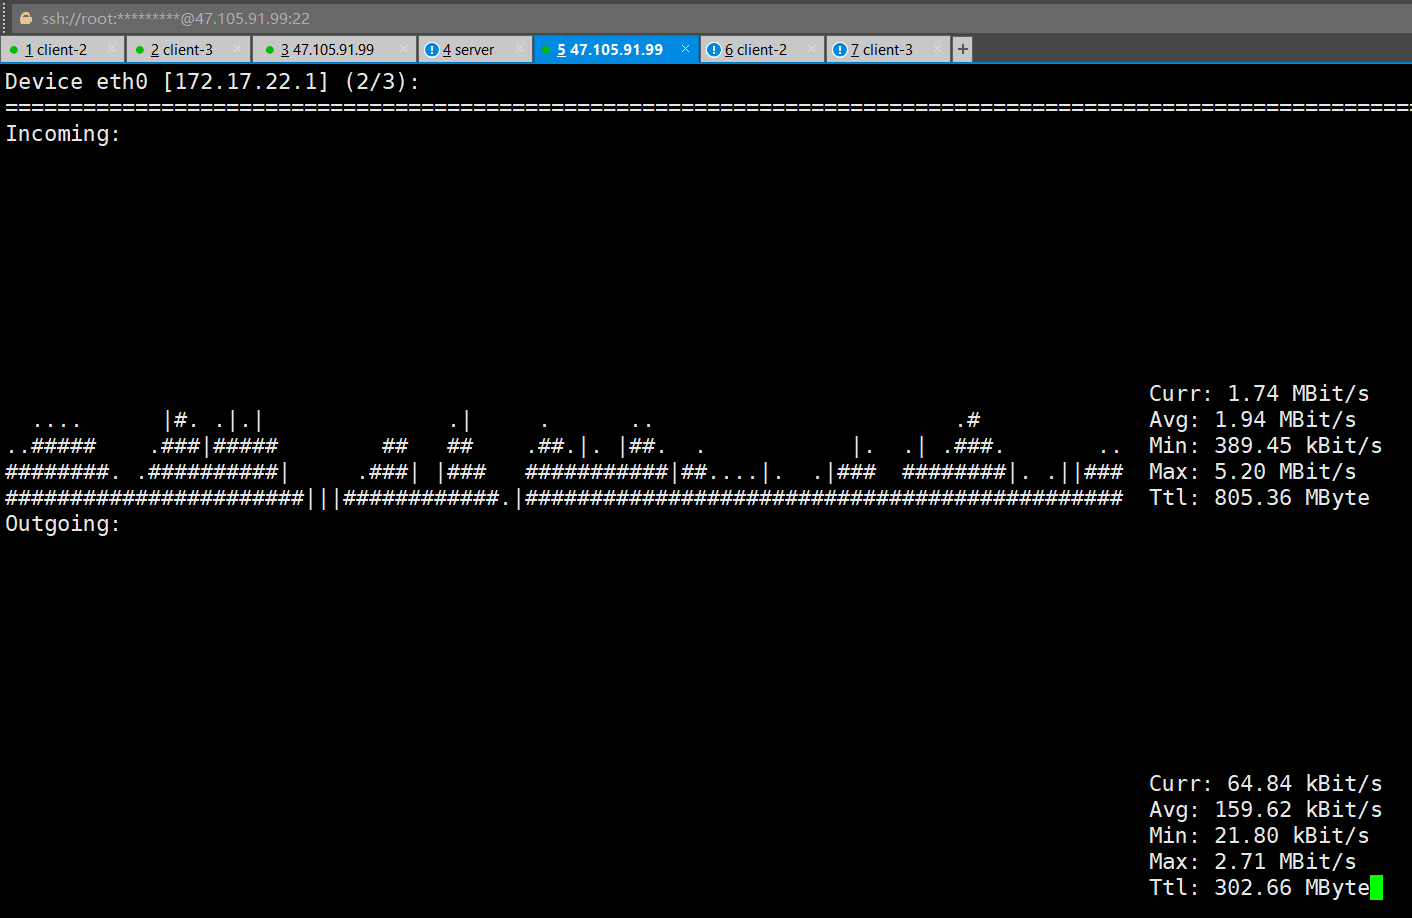 ssh://root:*********@47.105.91.99:22
1 client-2 × 2 client-3 × 3 47.105.91.99 × 4 server × 5 47.105.91.99 × 6 client-2 × 7 client-3 × +
Device eth0 [172.17.22.1] (2/3):
============================================================================================================
Incoming:
Curr: 1.74 MBit/s
  ....      |#. .|.|              .|     .      ..                       .#             Avg: 1.94 MBit/s
..#####    .###|#####        ##   ##    .##.|. |##.  .           |.  .| .###.       ..  Min: 389.45 kBit/s
########. .##########|     .###| |###   ###########|##....|.  .|###  ########|. .||###  Max: 5.20 MBit/s
#######################|||############.|##############################################  Ttl: 805.36 MByte
Outgoing:
Curr: 64.84 kBit/s
Avg: 159.62 kBit/s
Min: 21.80 kBit/s
Max: 2.71 MBit/s
Ttl: 302.66 MByte